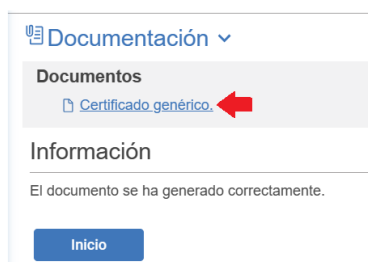 Documentación
Documentos
Certificado genérico.
Información
El documento se ha generado correctamente.
Inicio